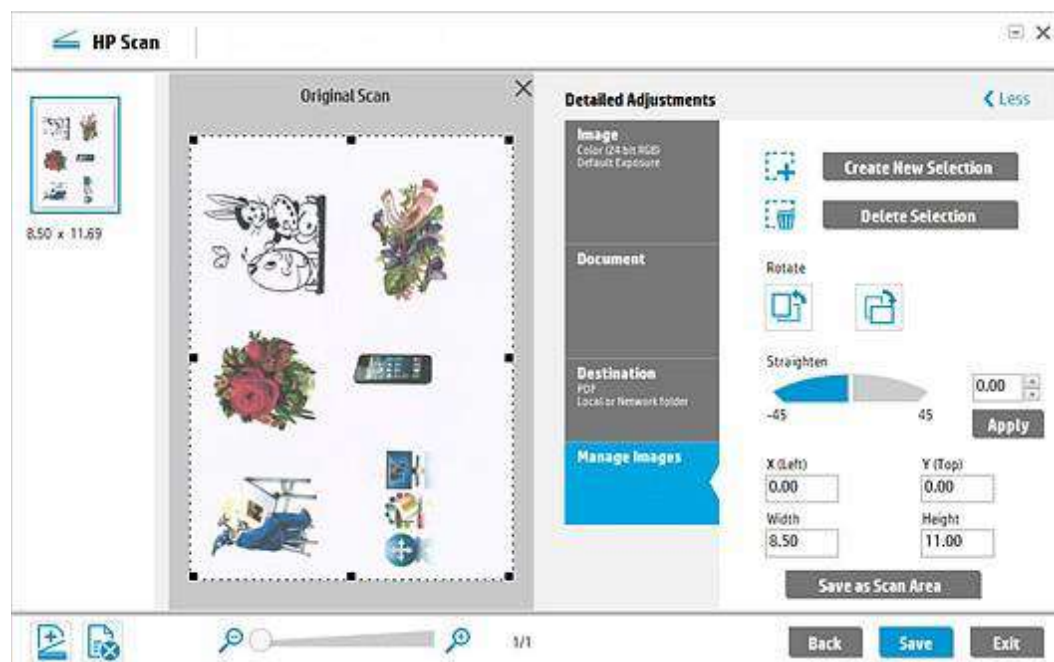 HP Scan
8.50 x 11.69
Original Scan
Detailed Adjustments
Less
Image
Color (24 bit RGB)
Default Exposure
Document
Destination
PDF
Local or Network folder
Manage Images
Create New Selection
Delete Selection
Rotate
Straighten
0.00
-45 45
Apply
X (Left) Y (Top)
0.00 0.00
Width Height
8.50 11.00
Save as Scan Area
1/1
Back Save Exit